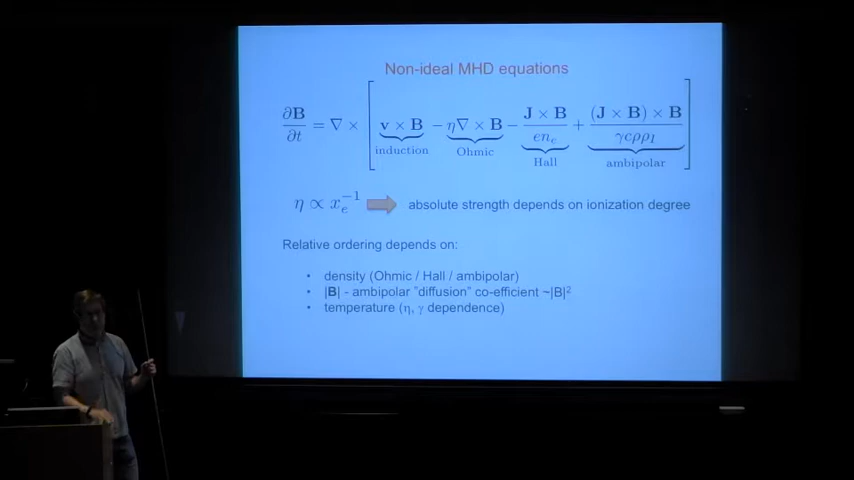 Non-ideal MHD equations
∂B/∂t = ∇ × [ v × B − η∇ × B − J × B/en_e + (J × B) × B/γcρρ_I ]
induction Ohmic Hall ambipolar
η ∝ x_e^−1 absolute strength depends on ionization degree
Relative ordering depends on:
• density (Ohmic / Hall / ambipolar)
• |B| - ambipolar "diffusion" co-efficient ~|B|²
• temperature (η, γ dependence)